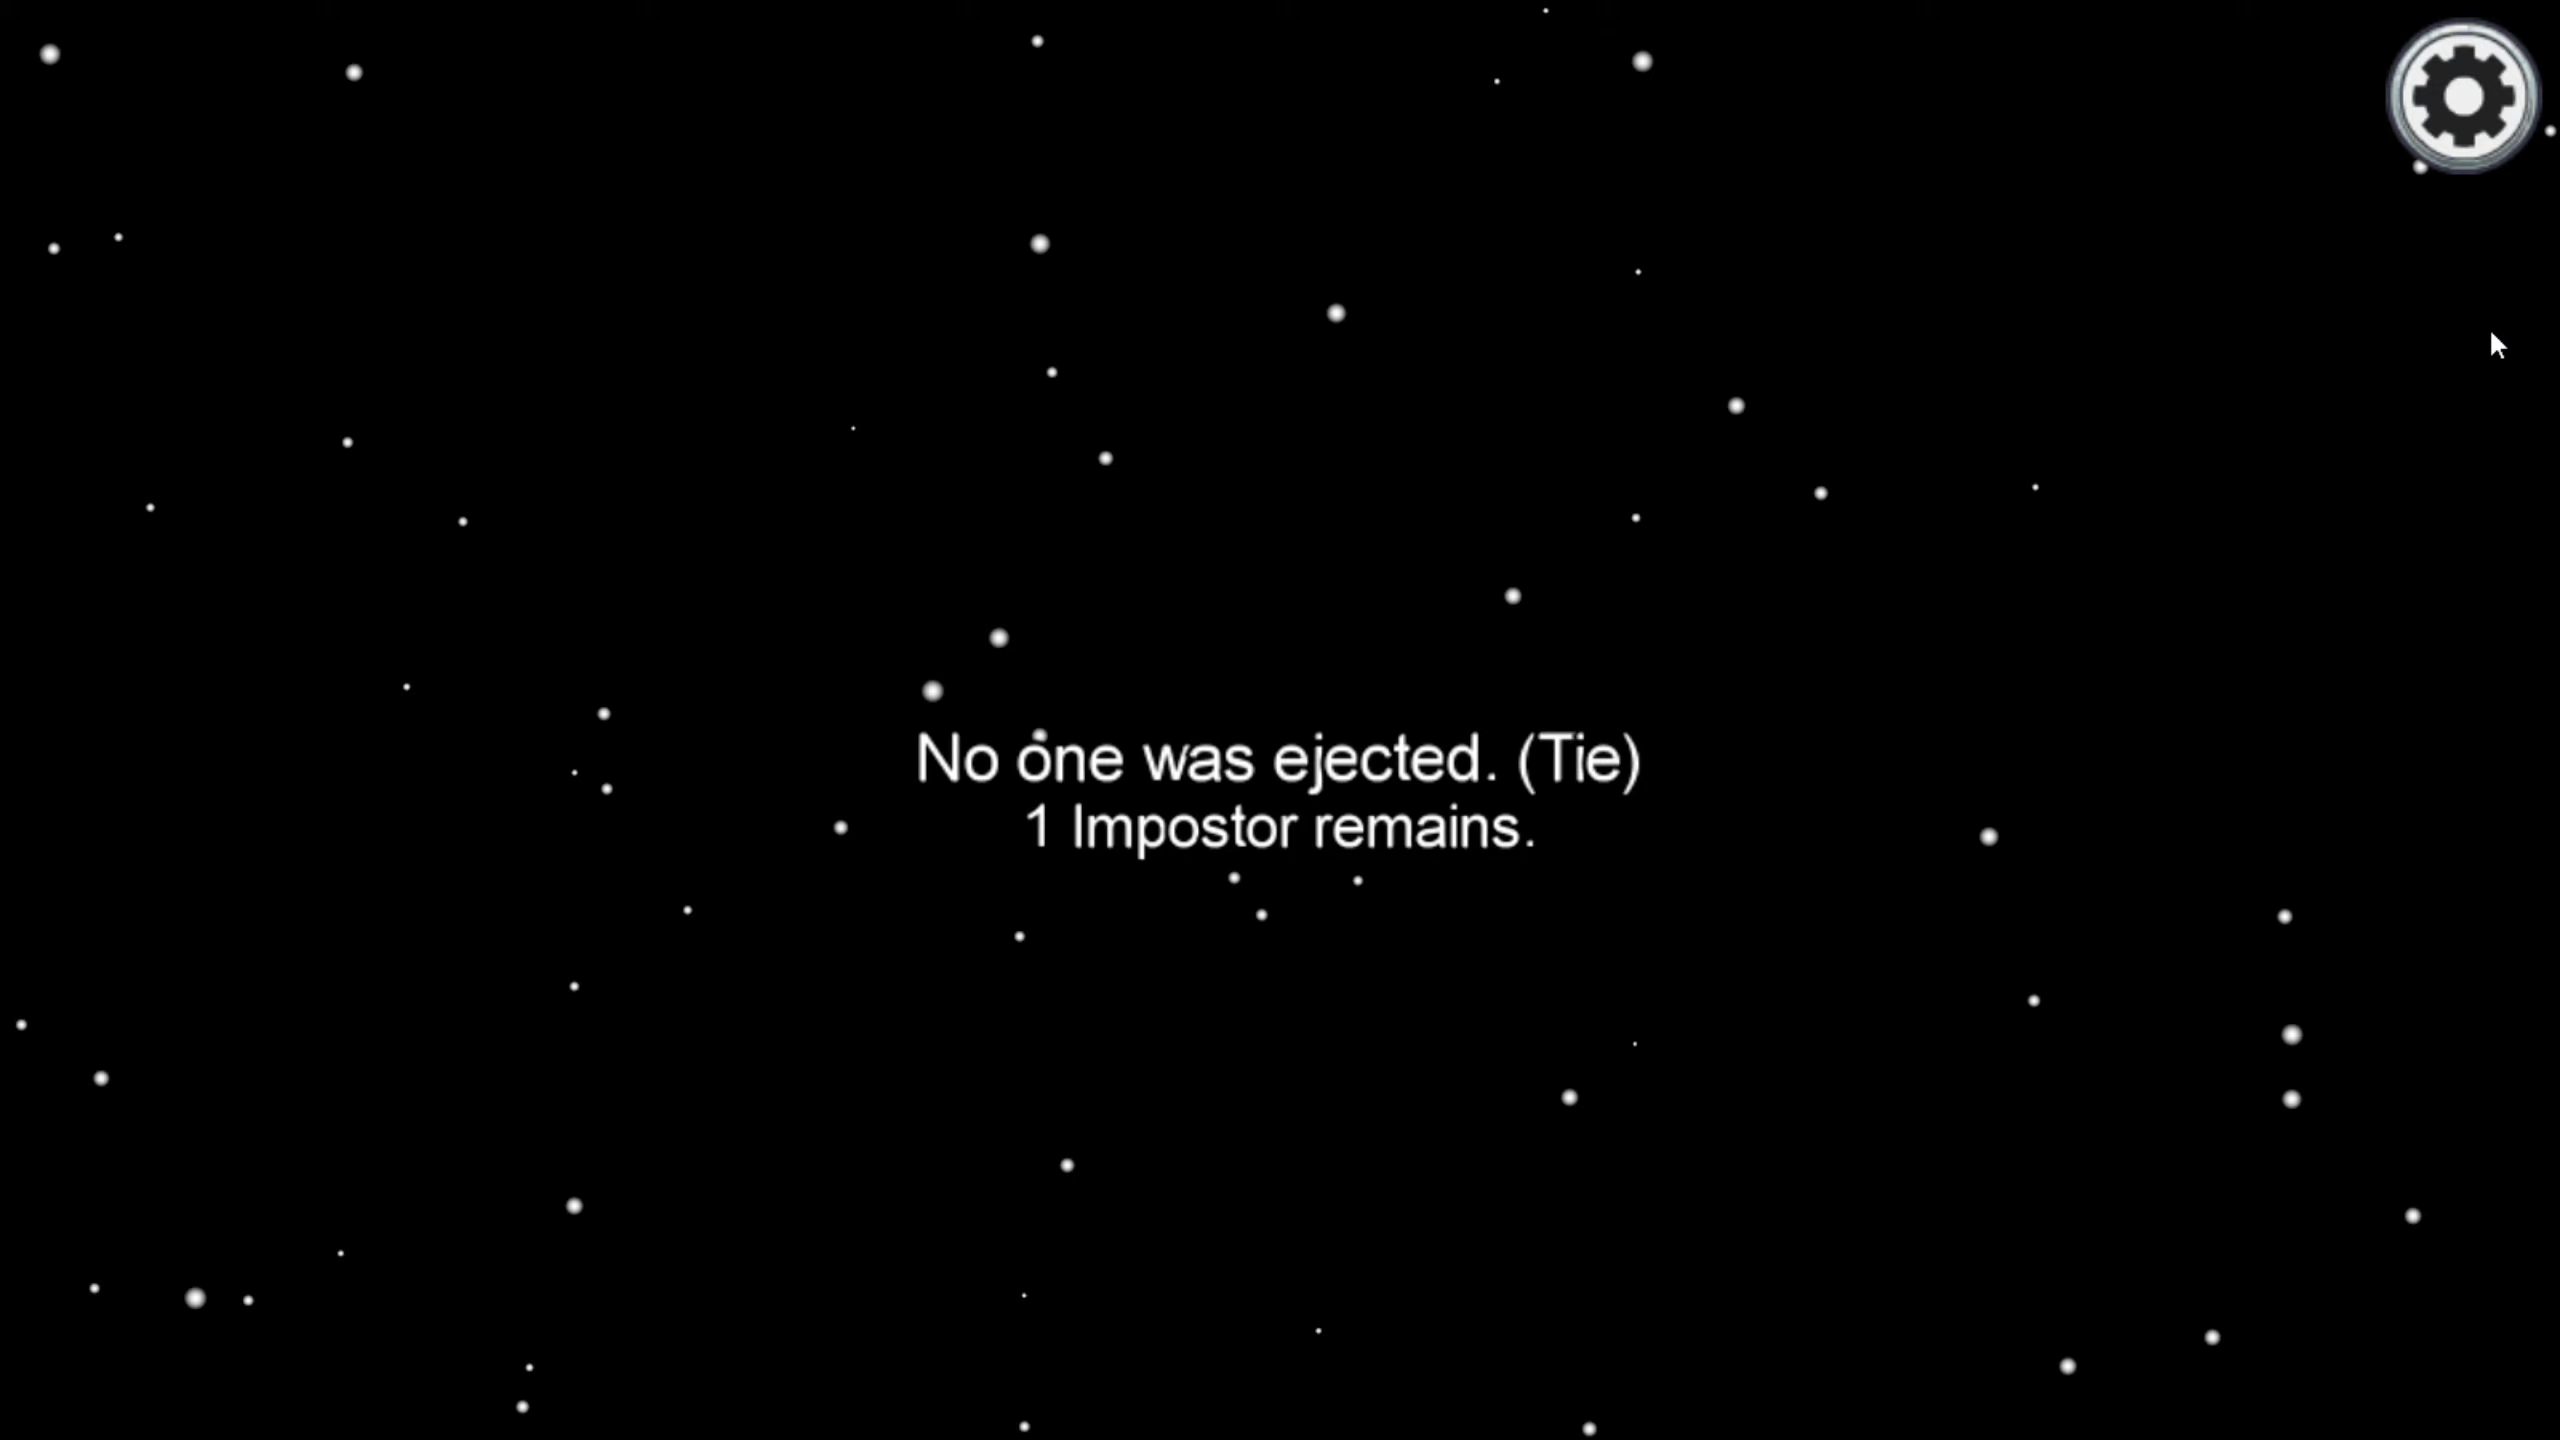 No one was ejected. (Tie)
1 Impostor remains.